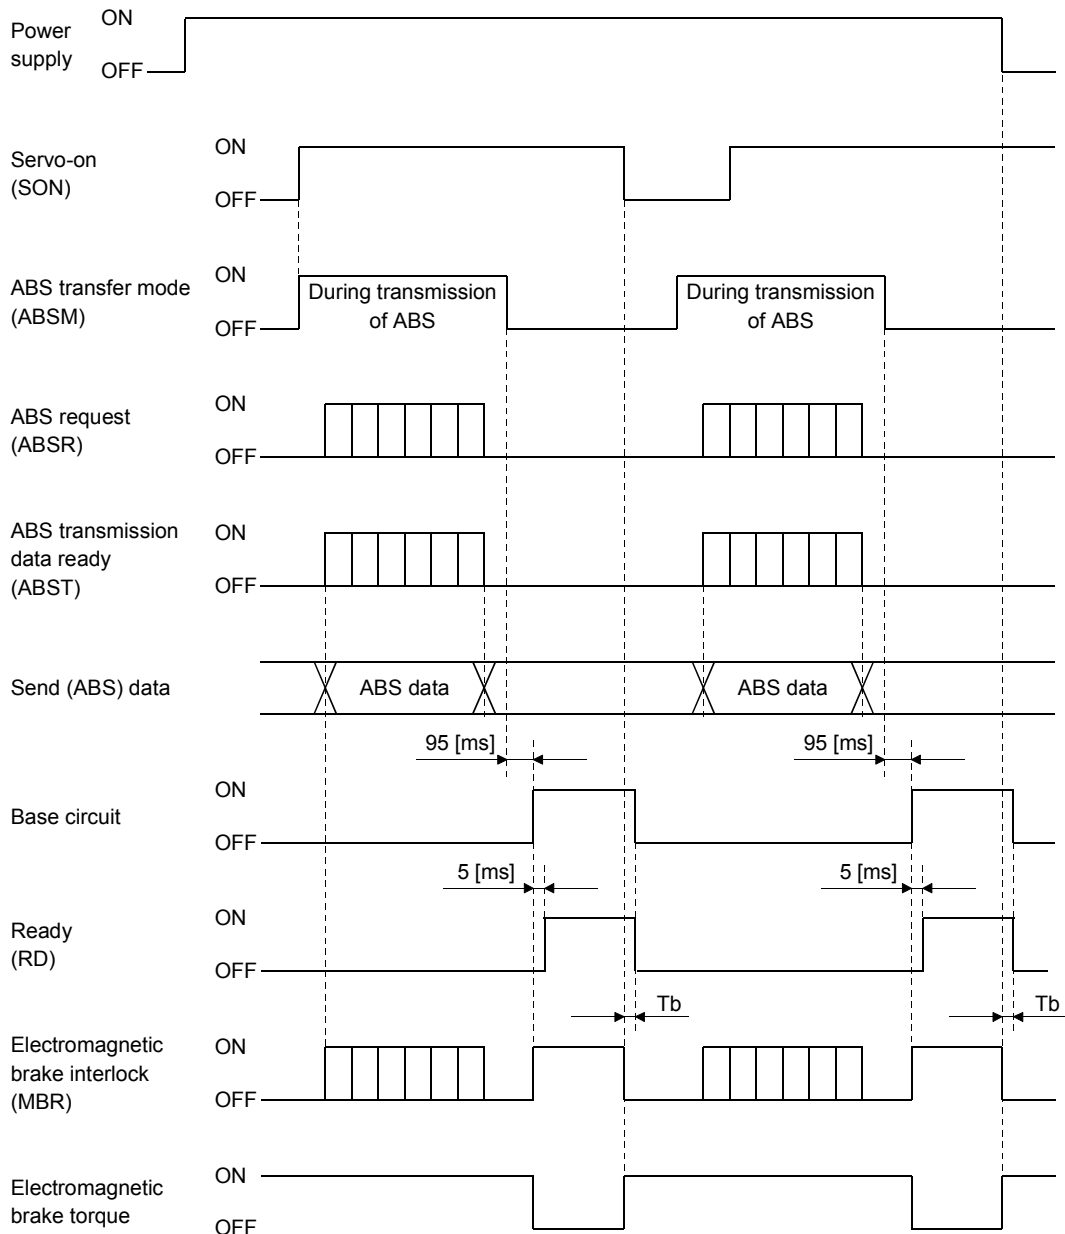 Power
supply
ON
OFF
Servo-on
(SON)
ON
OFF
ABS transfer mode
(ABSM)
ON
OFF
During transmission
of ABS
During transmission
of ABS
ABS request
(ABSR)
ON
OFF
ABS transmission
data ready
(ABST)
ON
OFF
Send (ABS) data
ABS data
ABS data
95 [ms]
95 [ms]
Base circuit
ON
OFF
5 [ms]
5 [ms]
Ready
(RD)
ON
OFF
Tb
Tb
Electromagnetic
brake interlock
(MBR)
ON
OFF
Electromagnetic
brake torque
ON
OFF